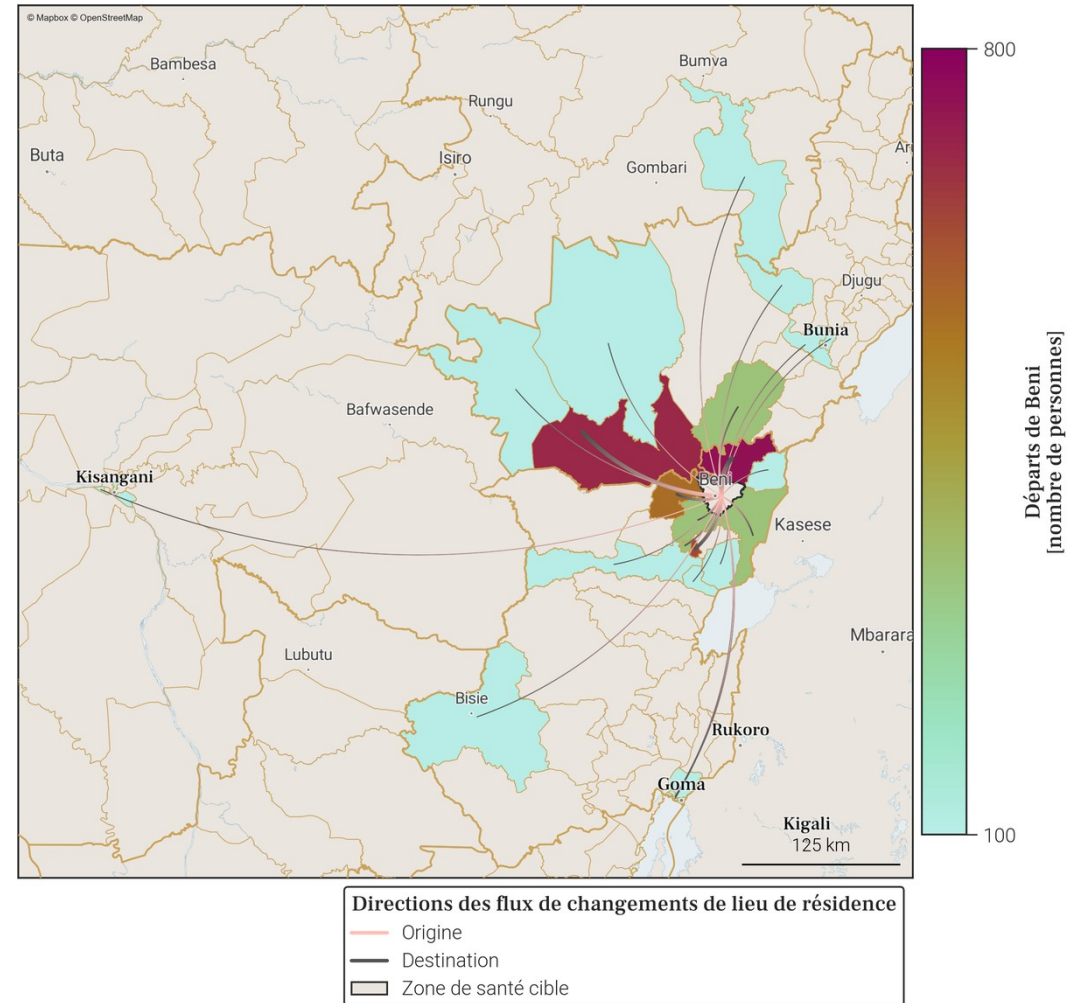 © Mapbox © OpenStreetMap
Bumva
Bambesa
Rungu
Buta
Isiro
Gombari
Djugu
Bunia
Bafwasende
Kisangani
Beni
Kasese
Mbarara
Lubutu
Bisie
Rukoro
Goma
Kigali
125 km
800
100
Départs de Beni
[nombre de personnes]
Directions des flux de changements de lieu de résidence
Origine
Destination
Zone de santé cible